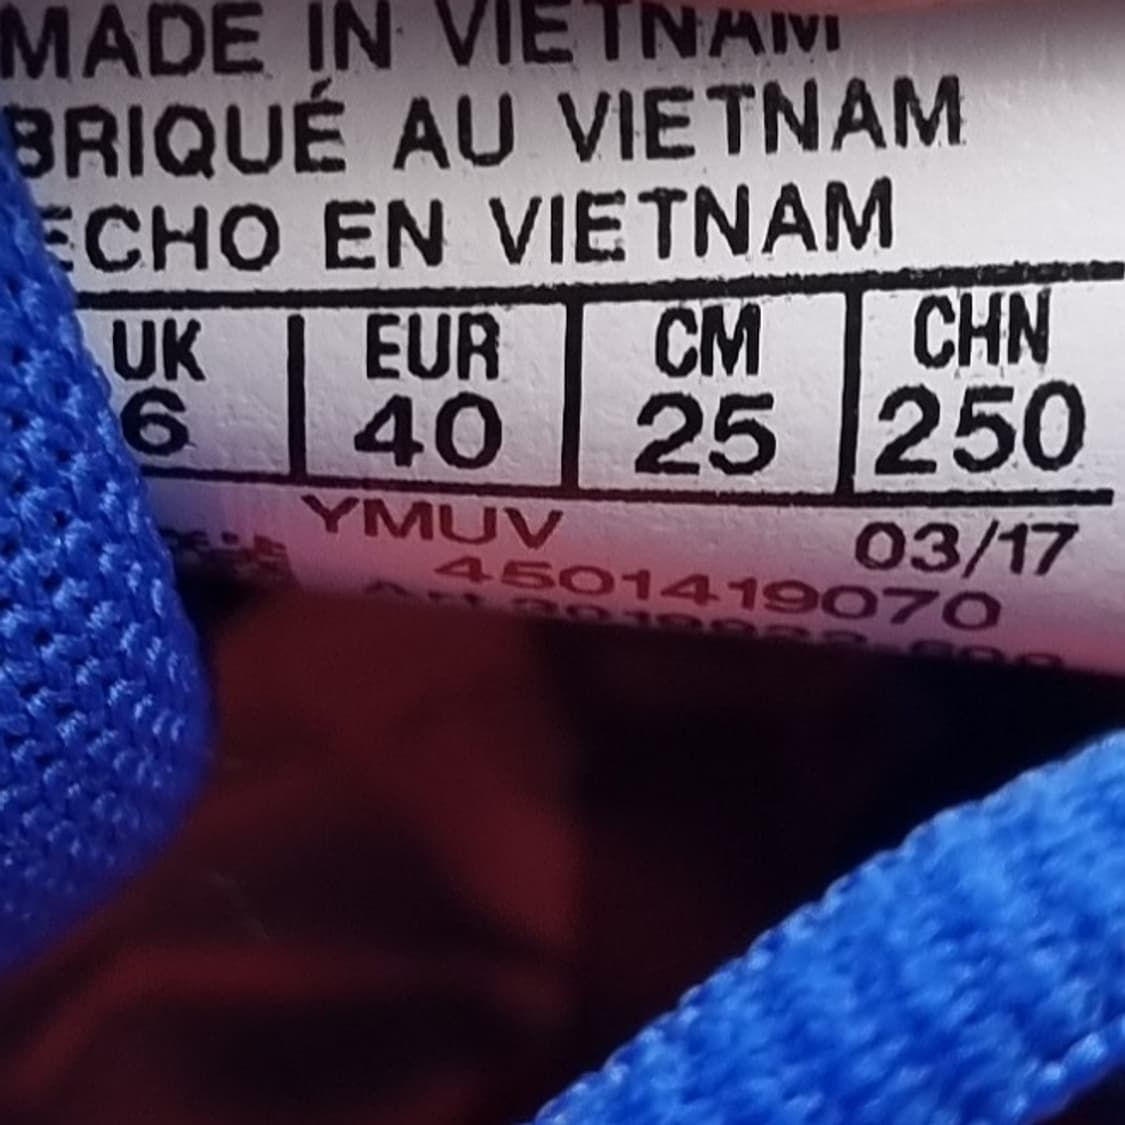 MADE IN VIETNAM
BRIQUÉ AU VIETNAM
ECHO EN VIETNAM
UK EUR CM CHN
6 40 25 250
YMUV 03/17
4501419070